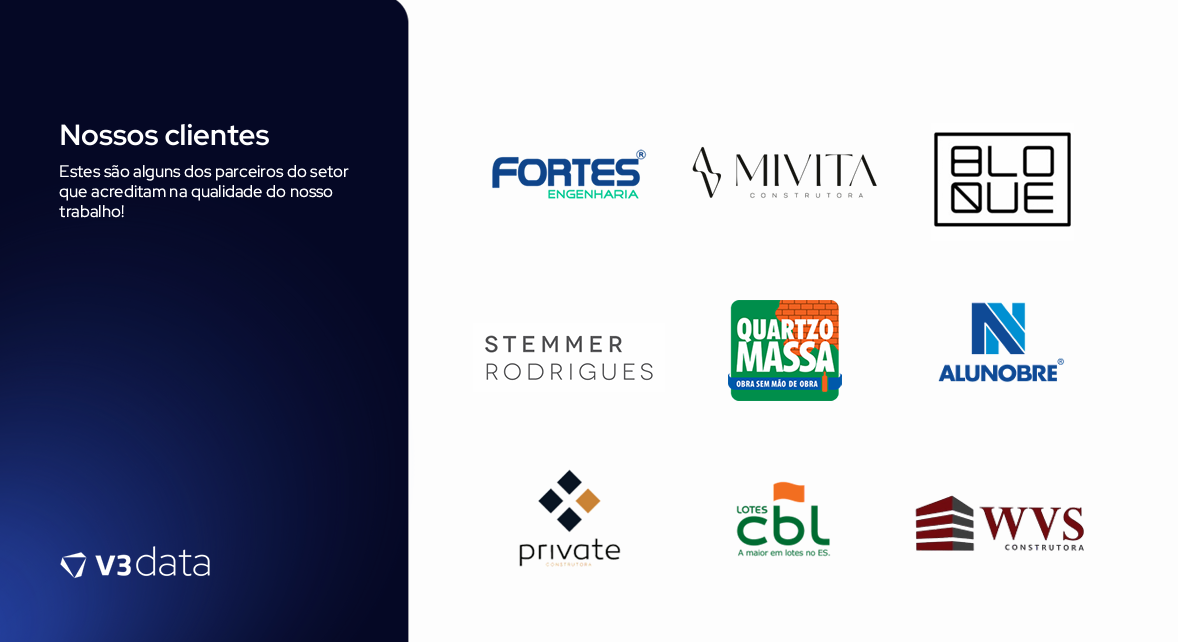 Nossos clientes
Estes são alguns dos parceiros do setor
que acreditam na qualidade do nosso
trabalho!
v3data
FORTES®
ENGENHARIA
MIVITA
CONSTRUTORA
BLO
QUE
STEMMER
RODRIGUES
QUARTZO
MASSA
OBRA SEM MÃO DE OBRA
ALUNOBRE®
private
CONSTRUTORA
LOTES
cbl
A maior em lotes no ES.
WVS
CONSTRUTORA